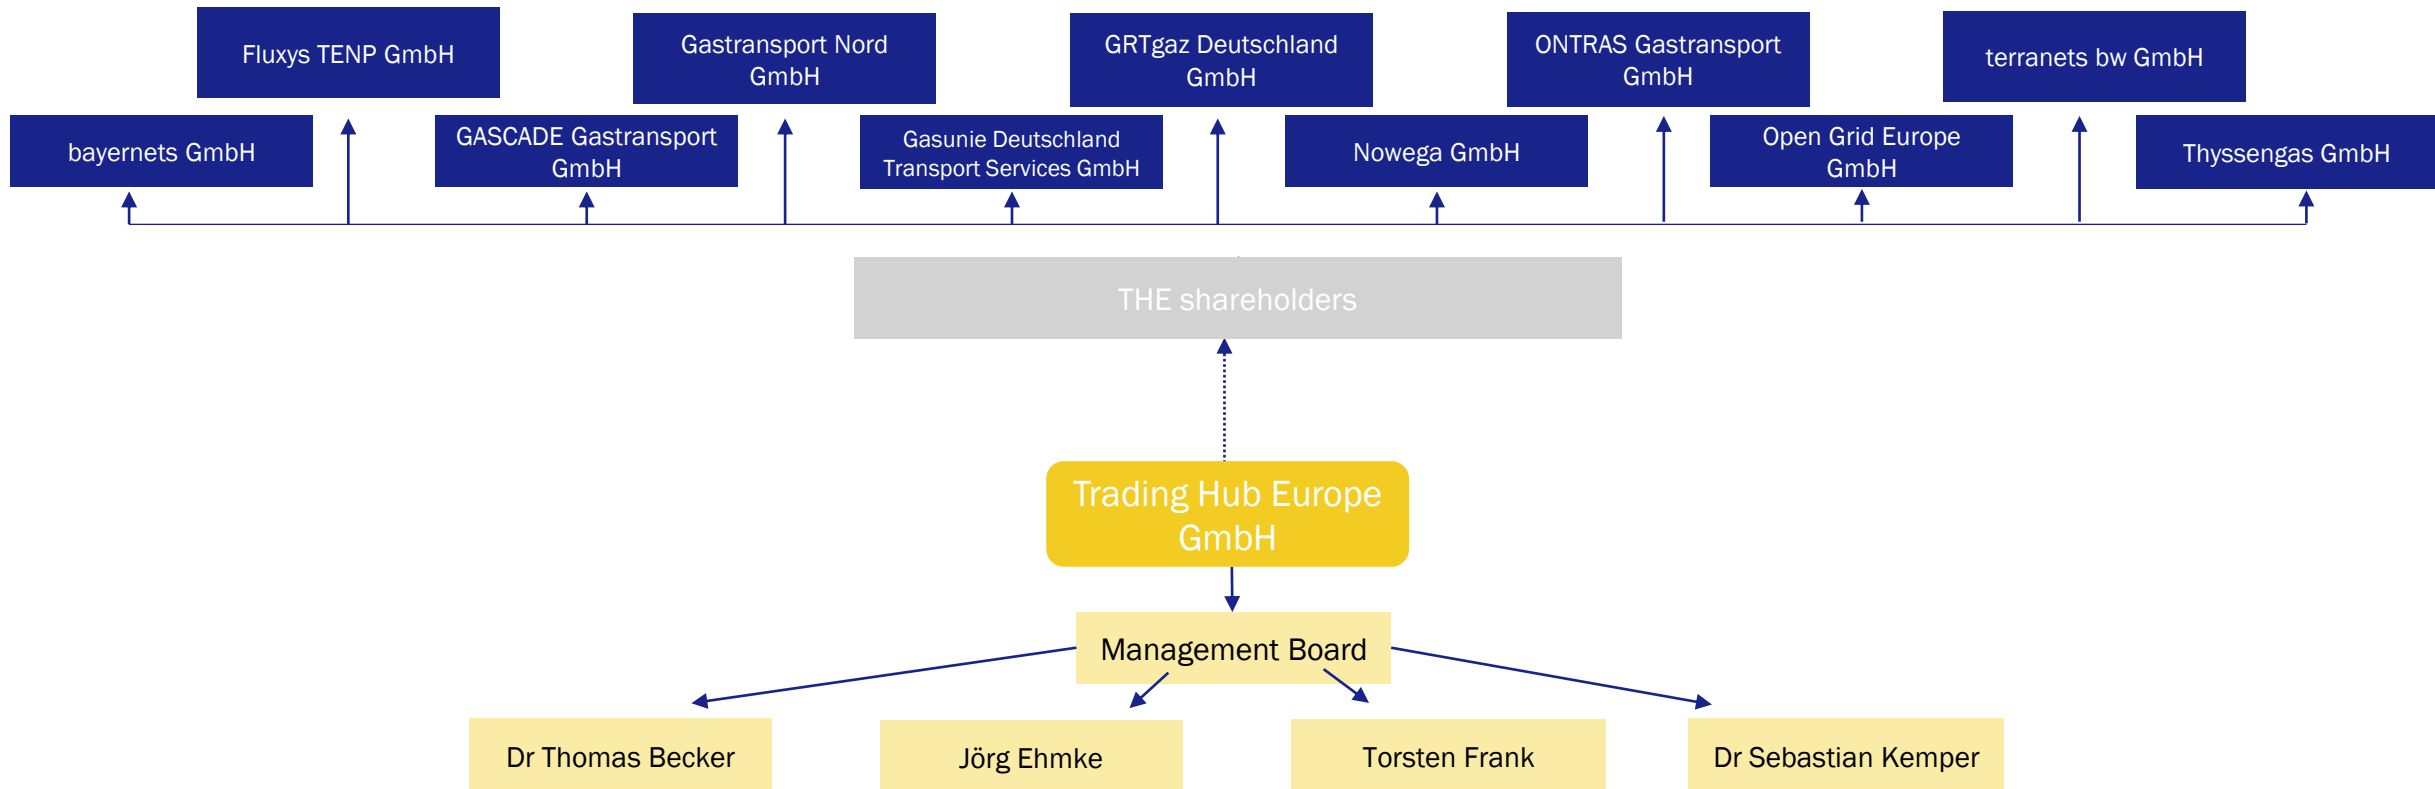 Fluxys TENP GmbH
Gastransport Nord
GmbH
GRTgaz Deutschland
GmbH
ONTRAS Gastransport
GmbH
terranets bw GmbH
bayernets GmbH
GASCADE Gastransport
GmbH
Gasunie Deutschland
Transport Services GmbH
Nowega GmbH
Open Grid Europe
GmbH
Thyssengas GmbH
THE shareholders
Trading Hub Europe
GmbH
Management Board
Dr Thomas Becker
Jörg Ehmke
Torsten Frank
Dr Sebastian Kemper